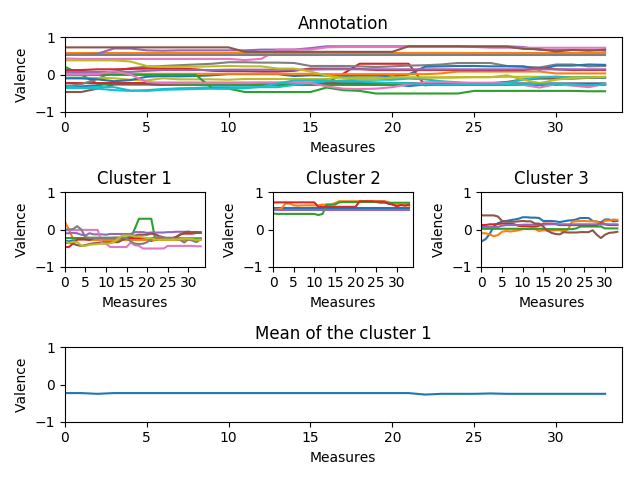 Annotation
1
0
-1
Valence
0 5 10 15 20 25 30
Measures
Cluster 1 Cluster 2 Cluster 3
1 1 1
0 0 0
-1 -1 -1
Valence Valence Valence
0 5 10 15 20 30 0 5 10 15 20 25 30 0 5 10 15 20 25 30
Measures Measures Measures
Mean of the cluster 1
1
0
-1
Valence
0 5 10 15 20 25 30
Measures